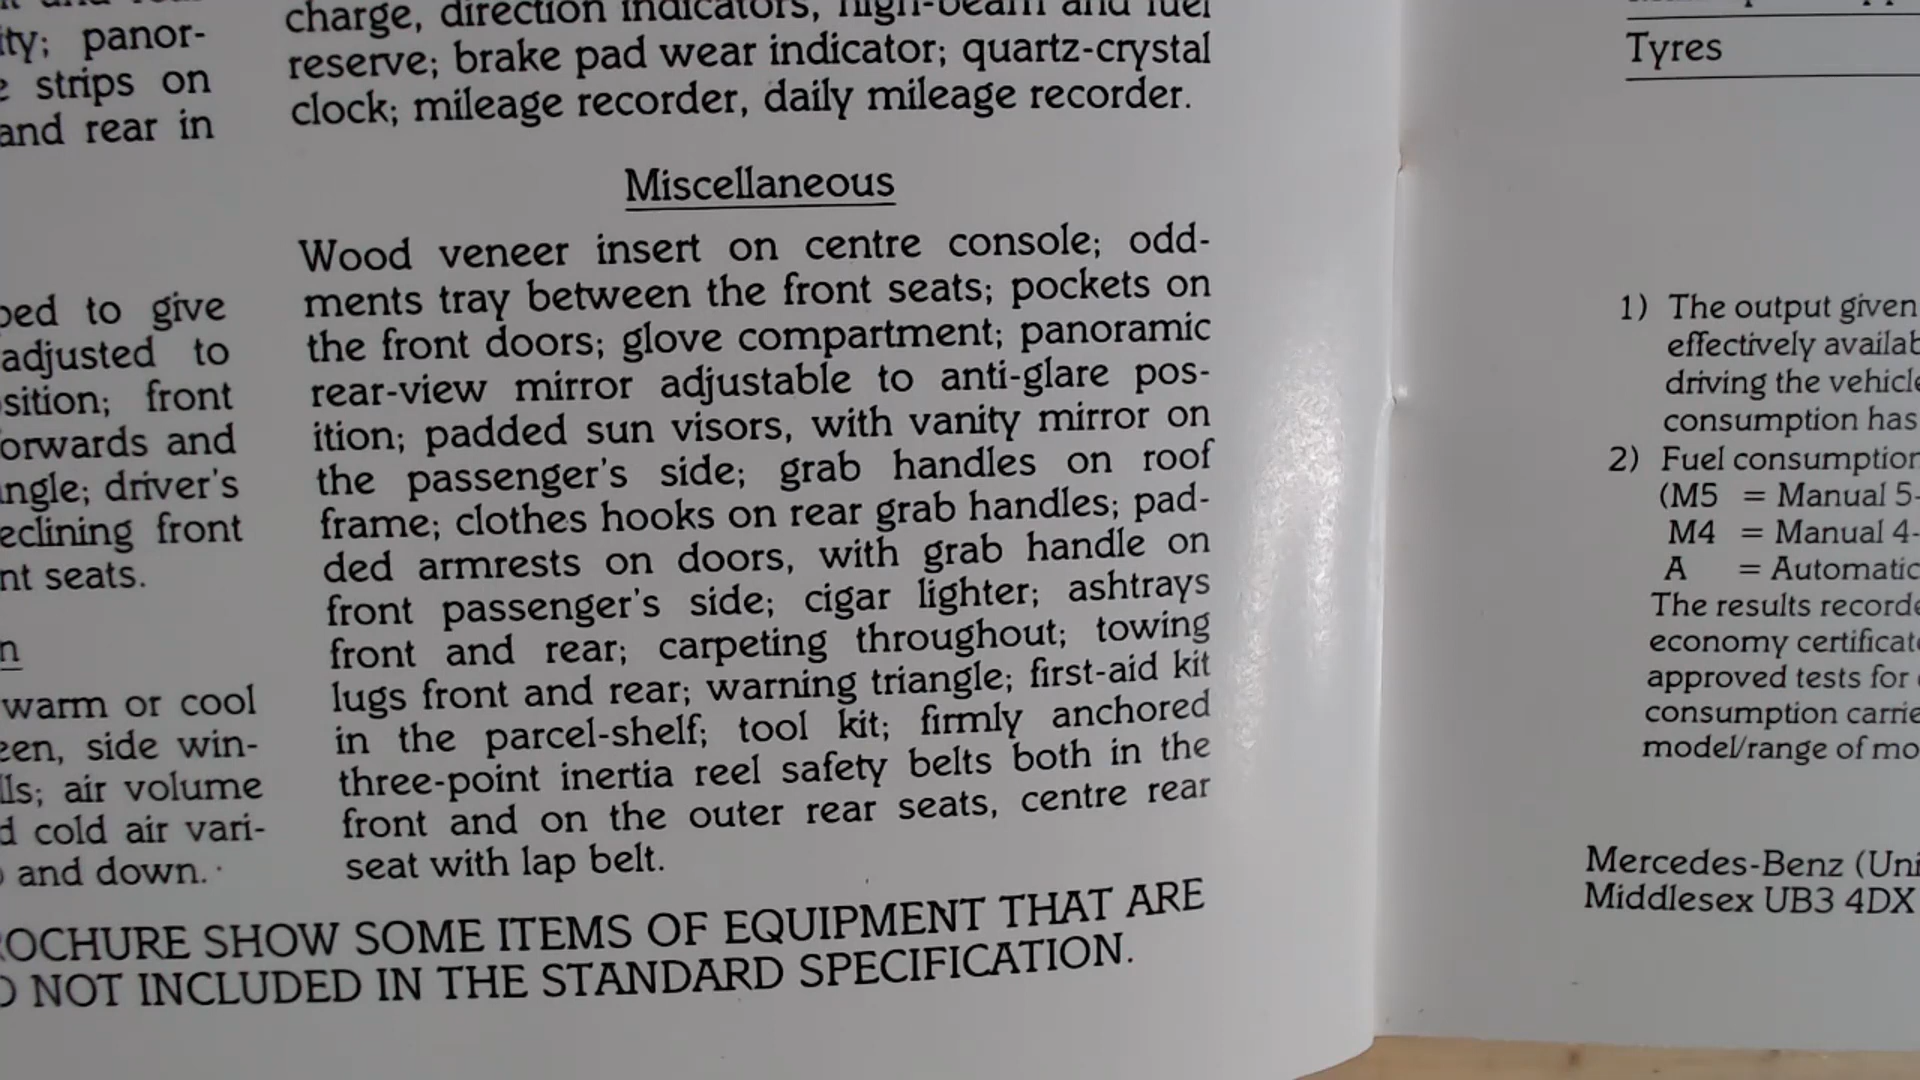 ity; panor-
strips on
and rear in
to give
adjusted to
front
and
driver's
front
seats.
warm or cool
side win-
air volume
cold air vari-
and down.
charge, direction indicators, high-beam and fuel
reserve; brake pad wear indicator; quartz-crystal
clock; mileage recorder, daily mileage recorder.
Miscellaneous
Wood veneer insert on centre console; odd-
ments tray between the front seats; pockets on
the front doors; glove compartment; panoramic
rear-view mirror adjustable to anti-glare pos-
ition; padded sun visors, with vanity mirror on
the passenger's side; grab handles on roof
frame; clothes hooks on rear grab handles; pad-
ded armrests on doors, with grab handle on
front passenger's side; cigar lighter; ashtrays
front and rear; carpeting throughout; towing
lugs front and rear; warning triangle; first-aid kit
in the parcel-shelf; tool kit; firmly anchored
three-point inertia reel safety belts both in the
front and on the outer rear seats, centre rear
seat with lap belt.
OCHURE SHOW SOME ITEMS OF EQUIPMENT THAT ARE
NOT INCLUDED IN THE STANDARD SPECIFICATION.
Tyres
1) The output given
effectively availab
driving the vehicle
consumption has
2) Fuel consumption
(M5 = Manual 5-
M4 = Manual 4-
A = Automatic
The results recorde
economy certificate
approved tests for
consumption carrie
model/range of mo
Mercedes-Benz (Uni
Middlesex UB3 4DX